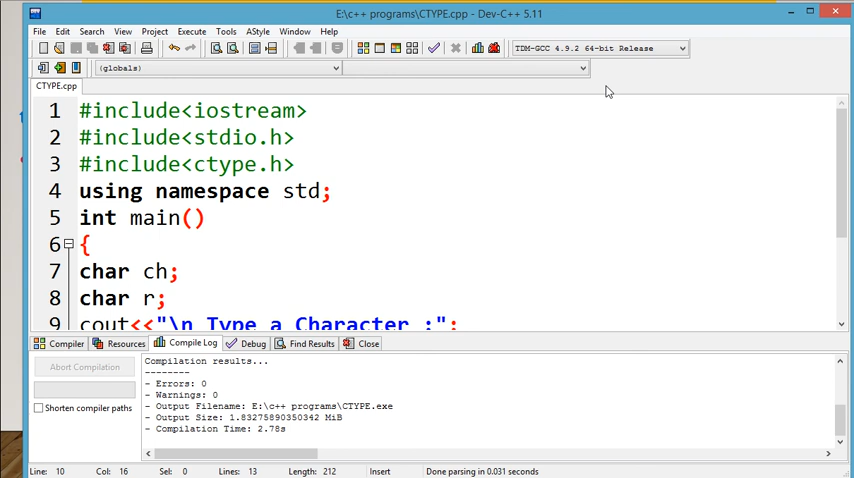 E:\c++ programs\CTYPE.cpp - Dev-C++ 5.11
File Edit Search View Project Execute Tools AStyle Window Help
TDM-GCC 4.9.2 64-bit Release
(globals)
CTYPE.cpp
1 #include<iostream>
2 #include<stdio.h>
3 #include<ctype.h>
4 using namespace std;
5 int main()
6 {
7 char ch;
8 char r;
9 cout<<"\n Type a Character :";
Compiler Resources Compile Log Debug Find Results Close
Abort Compilation
Shorten compiler paths
Compilation results...
--------
- Errors: 0
- Warnings: 0
- Output Filename: E:\c++ programs\CTYPE.exe
- Output Size: 1.83275890350342 MiB
- Compilation Time: 2.78s
Line: 10 Col: 16 Sel: 0 Lines: 13 Length: 212 Insert Done parsing in 0.031 seconds